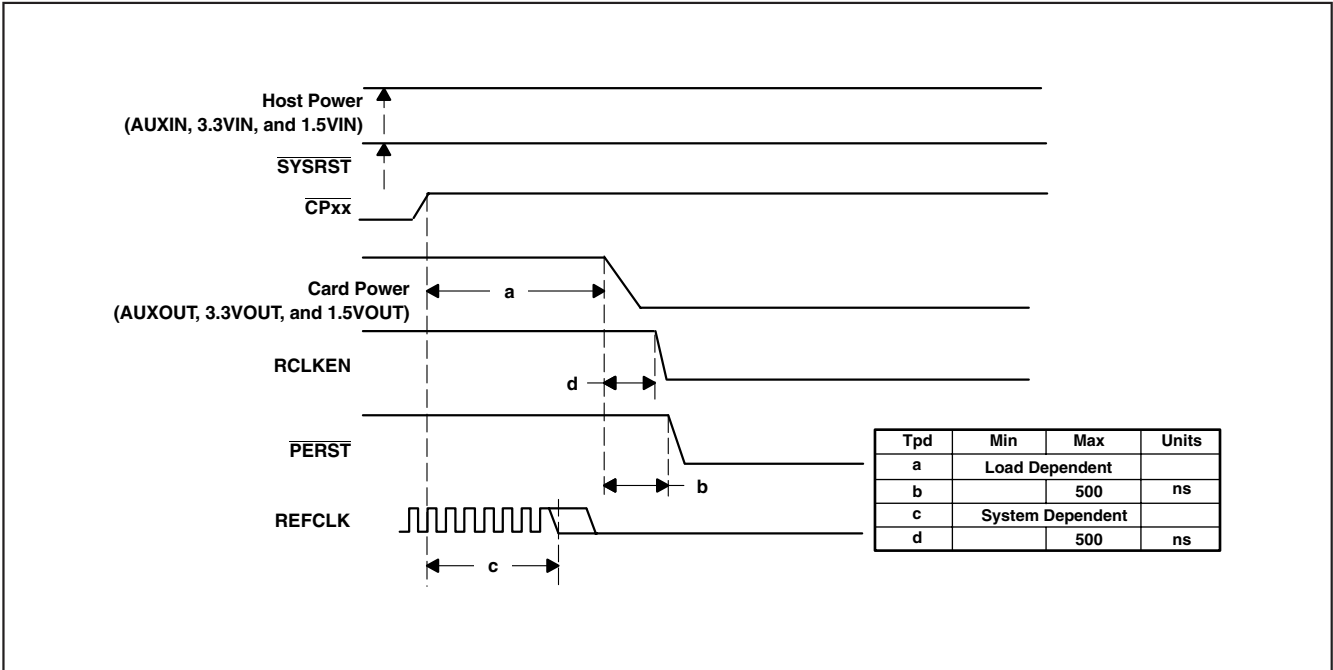 Host Power
(AUXIN, 3.3VIN, and 1.5VIN)
SYSRST
CPxx
Card Power
(AUXOUT, 3.3VOUT, and 1.5VOUT)
a
RCLKEN
d
PERST
b
REFCLK
c
Tpd Min Max Units
a Load Dependent
b 500 ns
c System Dependent
d 500 ns